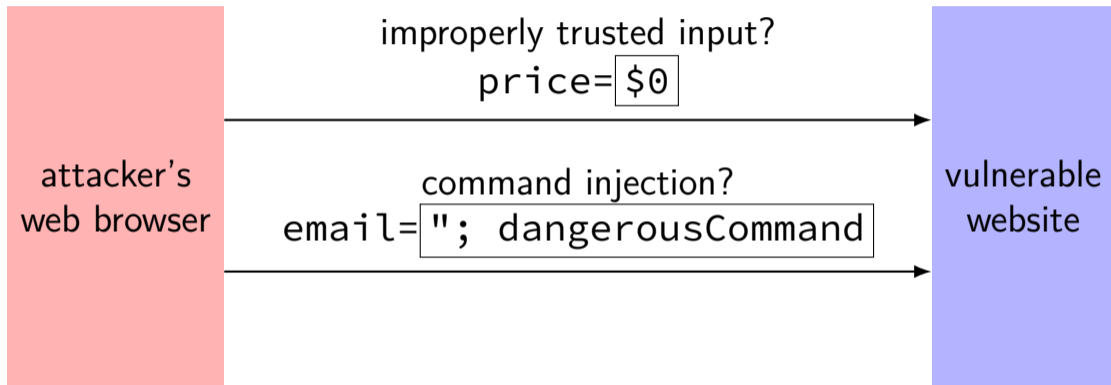 improperly trusted input?
price=$0
attacker's
web browser
command injection?
email="; dangerousCommand
vulnerable
website